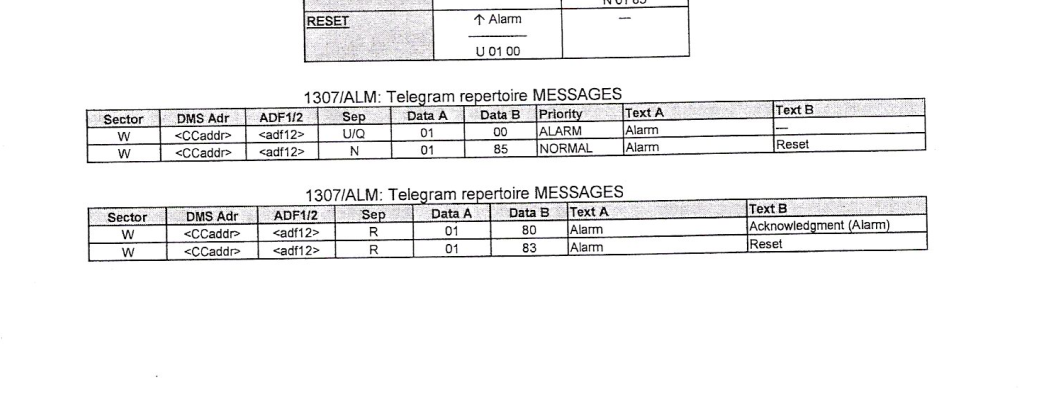 N 01 85
RESET ↑ Alarm —
U 01 00
1307/ALM: Telegram repertoire MESSAGES
Sector DMS Adr ADF1/2 Sep Data A Data B Priority Text A Text B
W <CCaddr> <adf12> U/Q 01 00 ALARM Alarm —
W <CCaddr> <adf12> N 01 85 NORMAL Alarm Reset
1307/ALM: Telegram repertoire MESSAGES
Sector DMS Adr ADF1/2 Sep Data A Data B Text A Text B
W <CCaddr> <adf12> R 01 80 Alarm Acknowledgment (Alarm)
W <CCaddr> <adf12> R 01 83 Alarm Reset